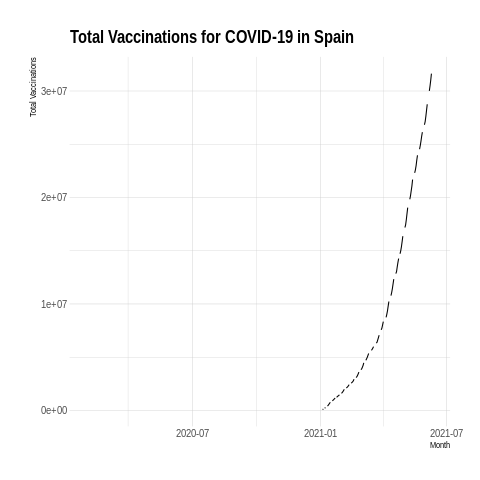 Total Vaccinations for COVID-19 in Spain
Total Vaccinations
3e+07
2e+07
1e+07
0e+00
2020-07
2021-01
2021-07
Month